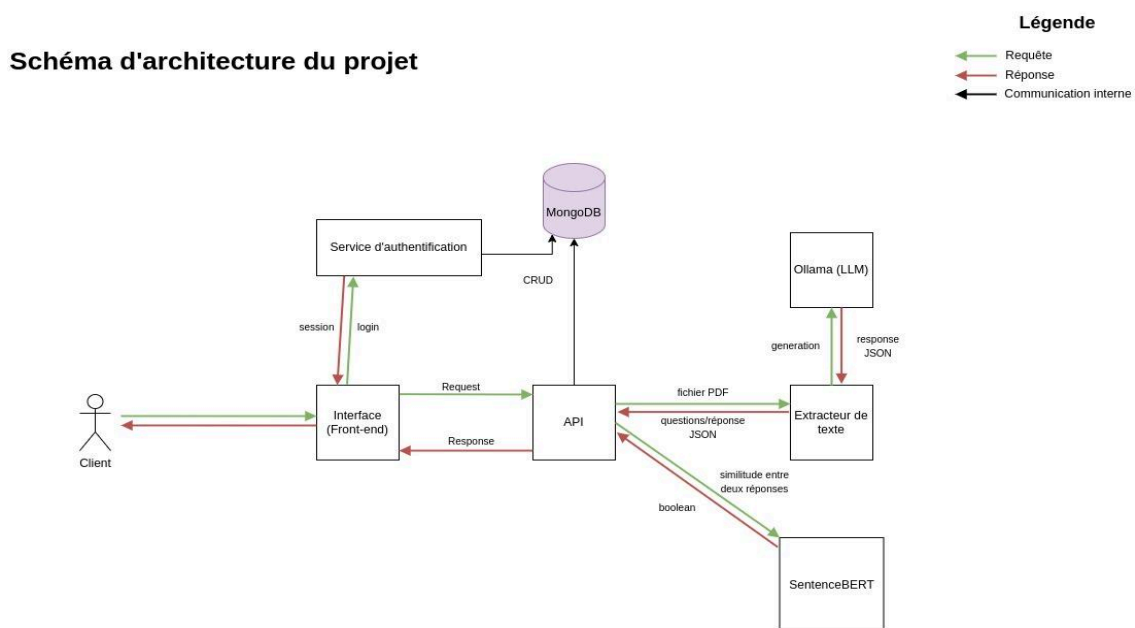 Légende
Schéma d'architecture du projet
Requête
Réponse
Communication interne
MongoDB
Service d'authentification
Ollama (LLM)
CRUD
session
login
generation
response
JSON
Request
fichier PDF
Interface
(Front-end)
API
questions/réponse
JSON
Extracteur de
texte
Response
Client
similitude entre
deux réponses
boolean
SentenceBERT